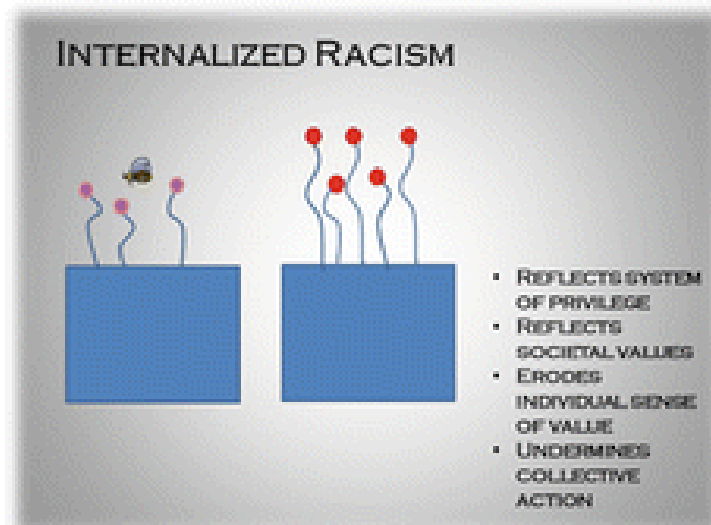 INTERNALIZED RACISM
• REFLECTS SYSTEM
OF PRIVILEGE
• REFLECTS
SOCIETAL VALUES
• ERODES
INDIVIDUAL SENSE
OF VALUE
• UNDERMINES
COLLECTIVE
ACTION